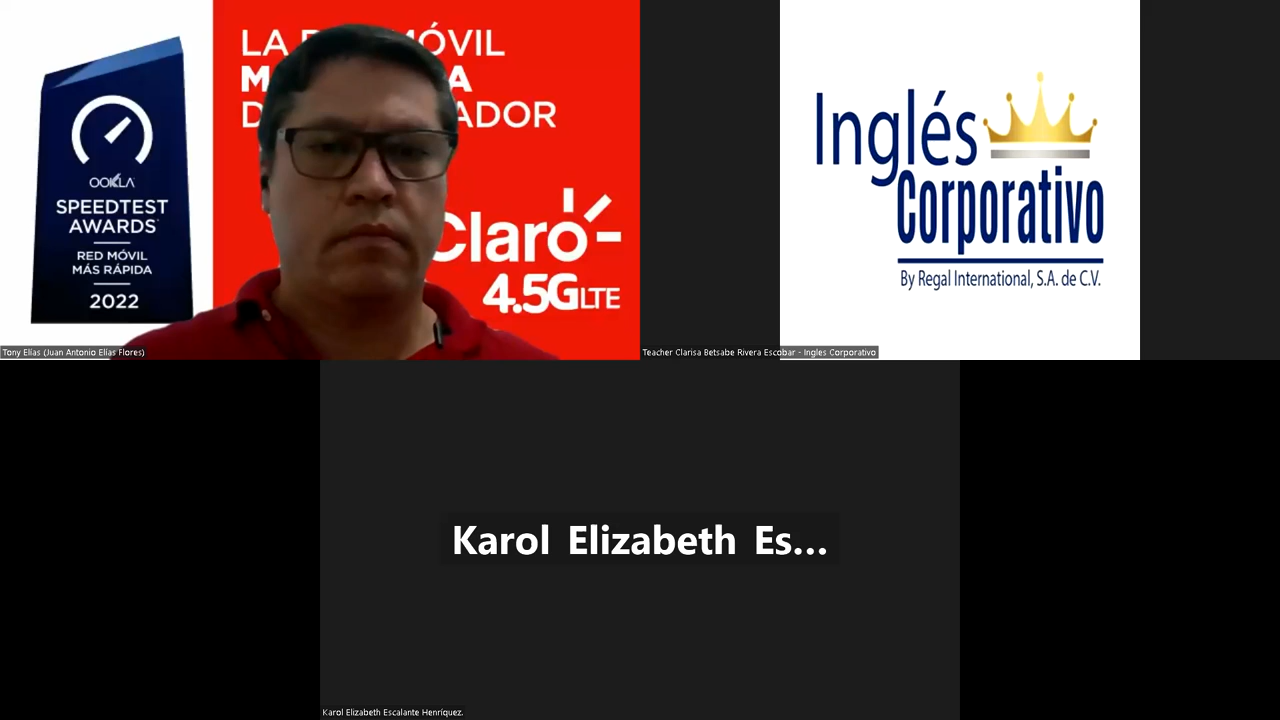 LA RED MÓVIL
M A
D ADOR
OOKLA
SPEEDTEST
AWARDS
RED MÓVIL
MÁS RÁPIDA
2022
Claro
4.5G LTE
Tony Elías (Juan Antonio Elías Flores)
Inglés
Corporativo
By Regal International, S.A. de C.V.
Teacher Clarisa Betsabe Rivera Escobar - Ingles Corporativo
Karol Elizabeth Es...
Karol Elizabeth Escalante Henríquez.